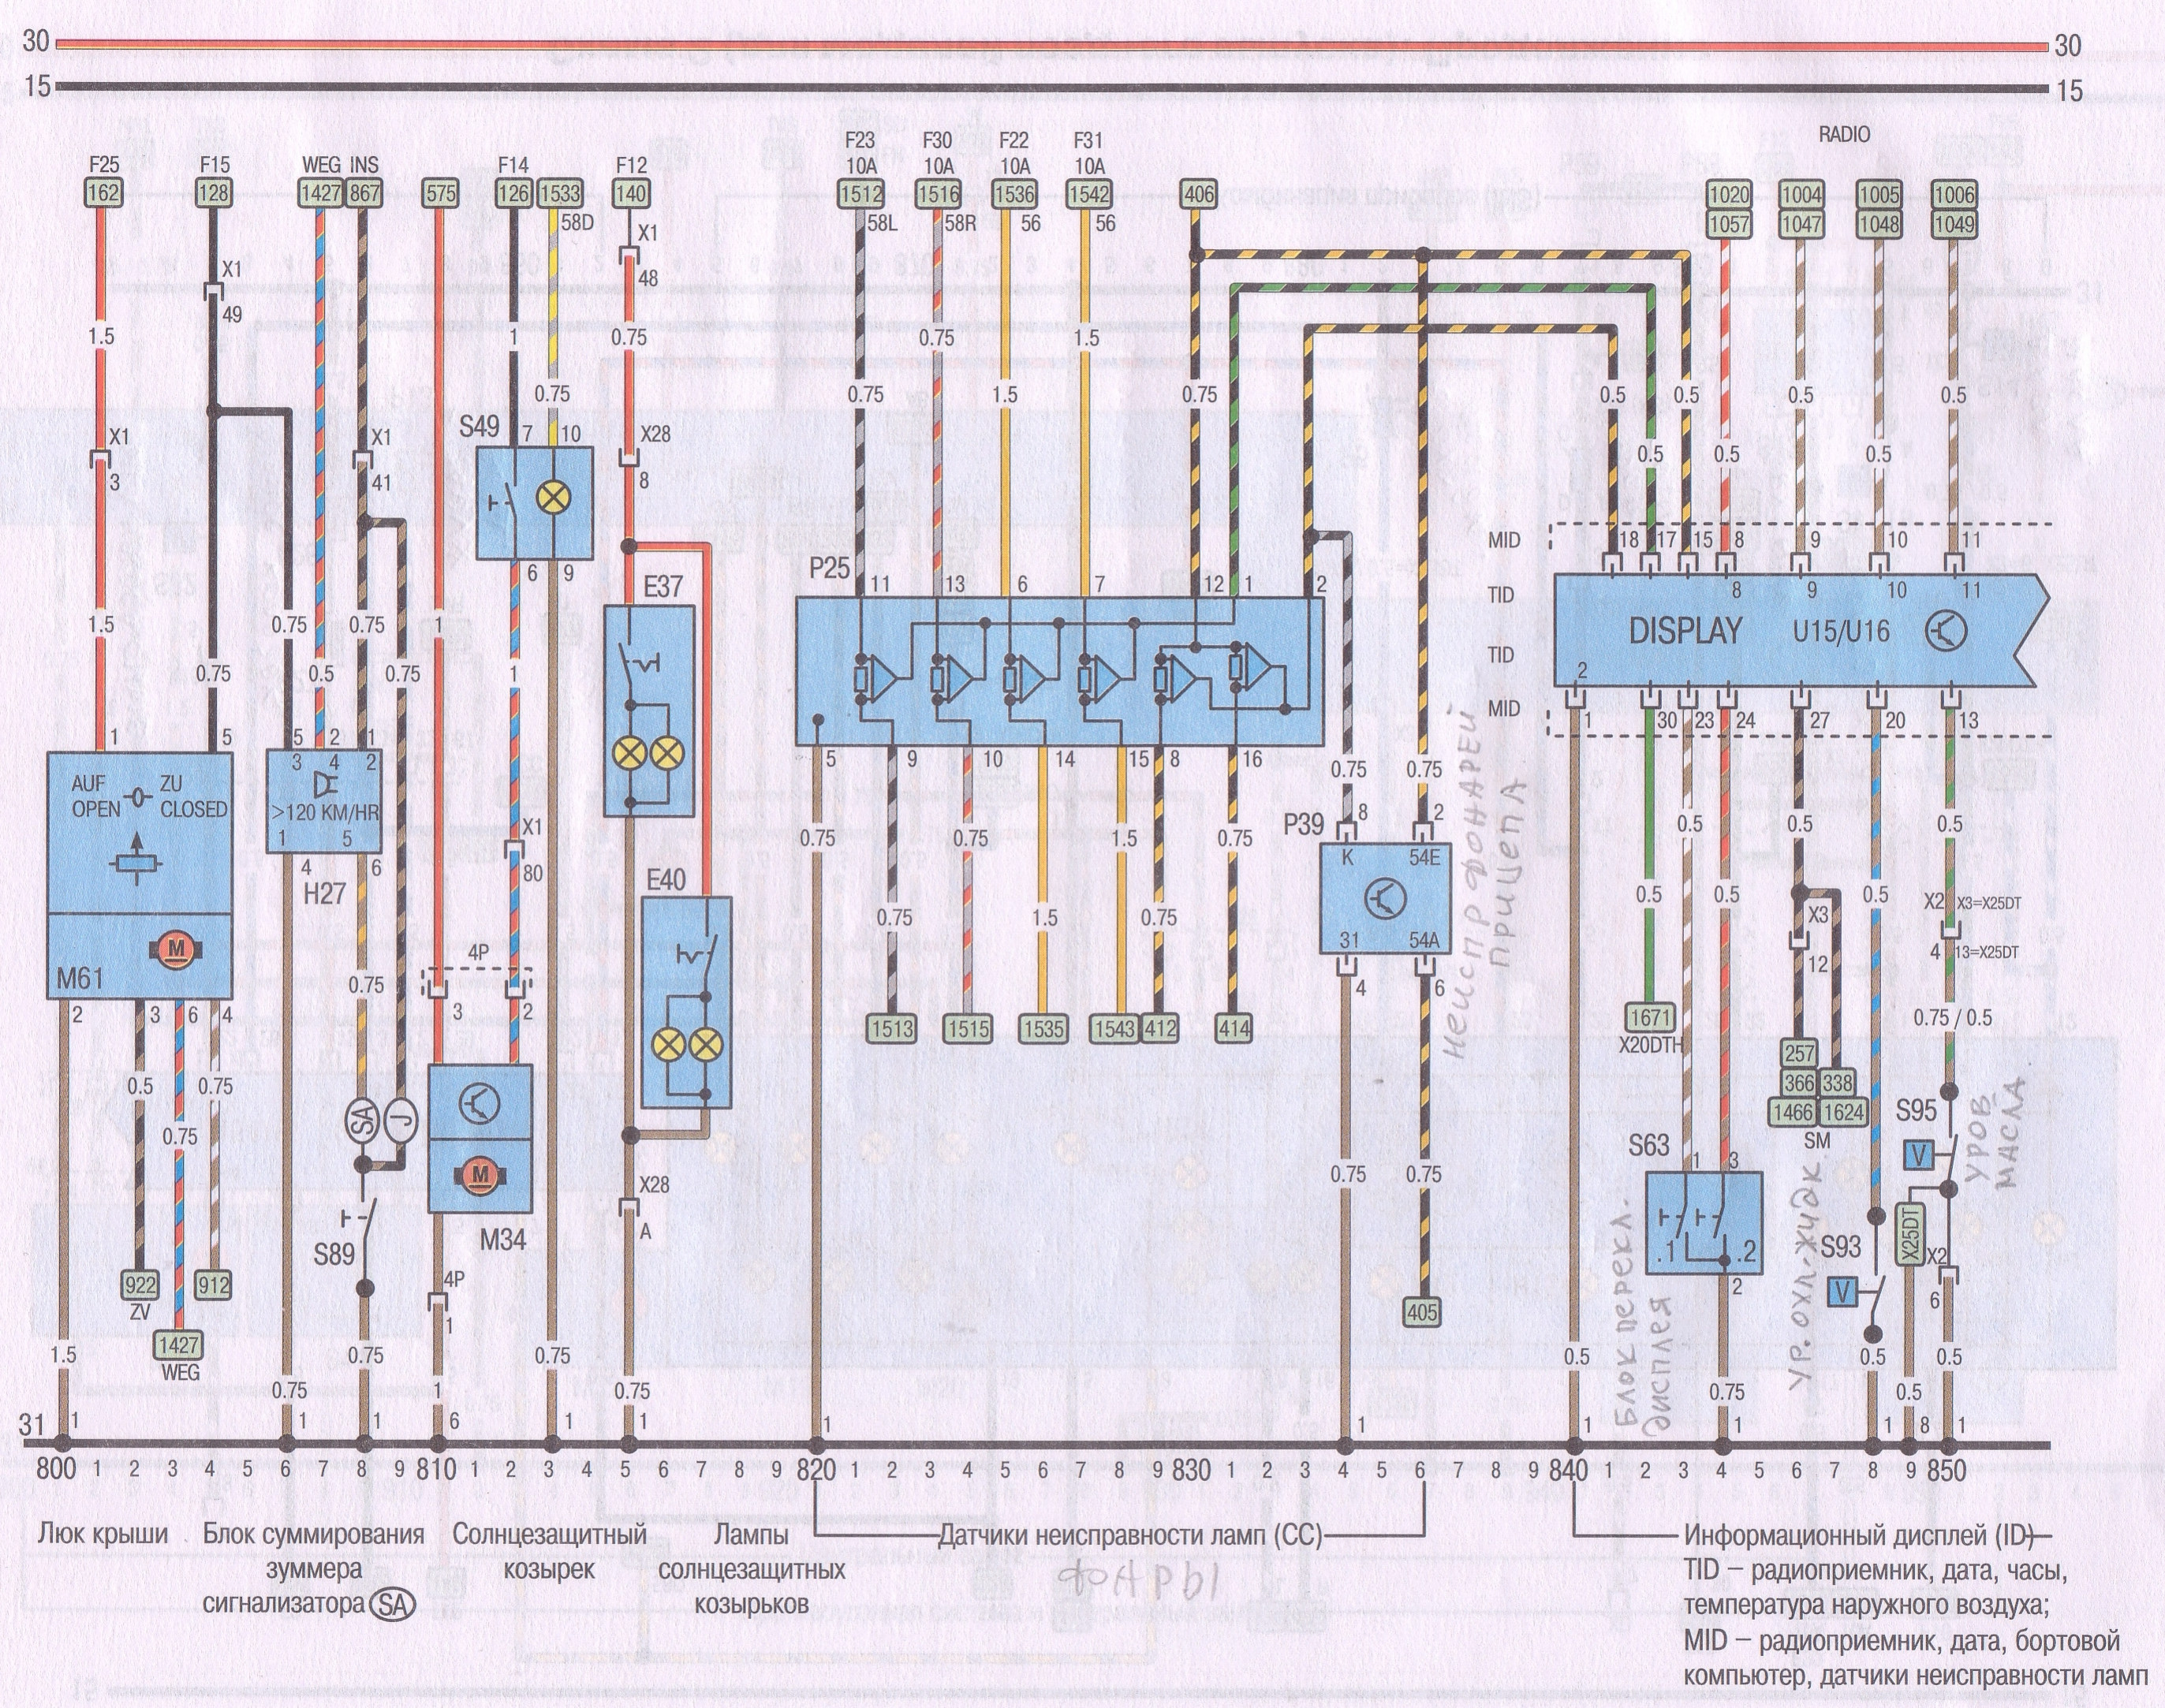 30 30
15 15
RADIO
F23 F30 F22 F31
10A 10A 10A 10A
F25 F15 WEG INS F14 F12
162 128 1427 867 575 126 1533 140 1512 1516 1536 1542 406 1020 1004 1005 1006
58D 58L 58R 56 56 1057 1047 1048 1049
X1
48
X1
49
1.5 1 0.75 0.75 1.5
0.75 0.75 1.5 0.75 0.5 0.5 0.5 0.5
X1 X1 S49 7 10 X28 0.5 0.5 0.5
3 41 8
MID 18 17 15 8 9 10 11
6 9 E37 P25 11 13 6 7 12 1 2
TID 8 9 10 11
1.5 0.75 0.75 1 DISPLAY U15/U16
0.75 0.5 0.75 1 TID 2
MID 1 30 23 24 27 20 13
1 5 5 2 1 5 9 10 14 15 8 16
3 4 2
AUF ZU
OPEN CLOSED
>120 KM/HR
1 5
0.75 0.75
P39 8 2
X1 0.75 0.75 1.5 0.75 0.5 0.5 0.5
K 54E
4 6 80
H27 E40
0.5 0.5 0.5
0.75 1.5 0.75 X3 X2 X3=X25DT
31 54A
4P 12 4 13=X25DT
M M61 0.75 4 6
2 3 6 4 3 2
1513 1515 1535 1543 412 414 1671 0.75 / 0.5
X20DTH
257
0.5 0.75 366 338
SA J 1466 1624 S95
0.75 SM V
S63 1 3
M 0.75 0.75
X28
S89 M34 A .1 .2 S93 X25DT X2
922 912 4P 2 V 6
ZV 1 405
1427
WEG
1.5 0.75 0.75 0.5 0.5 0.5
0.75 1 0.75 0.75 0.5
31 1 1 1 6 1 1 1 1 1 1 1 8 1
800 1 2 3 4 5 6 7 8 9 810 1 2 3 4 5 6 7 8 9 820 1 2 3 4 5 6 7 8 9 830 1 2 3 4 5 6 7 8 9 840 1 2 3 4 5 6 7 8 9 850
неиспр фонарей
прицепа
Блок перекл.
дисплея
Ур. охл. жидк.
уров.
масла
Люк крыши
Блок суммирования
зуммера
сигнализатора SA
Солнцезащитный
козырек
Лампы
солнцезащитных
козырьков
Датчики неисправности ламп (CC)
фонары
Информационный дисплей (ID)
TID – радиоприемник, дата, часы,
температура наружного воздуха;
MID – радиоприемник, дата, бортовой
компьютер, датчики неисправности ламп